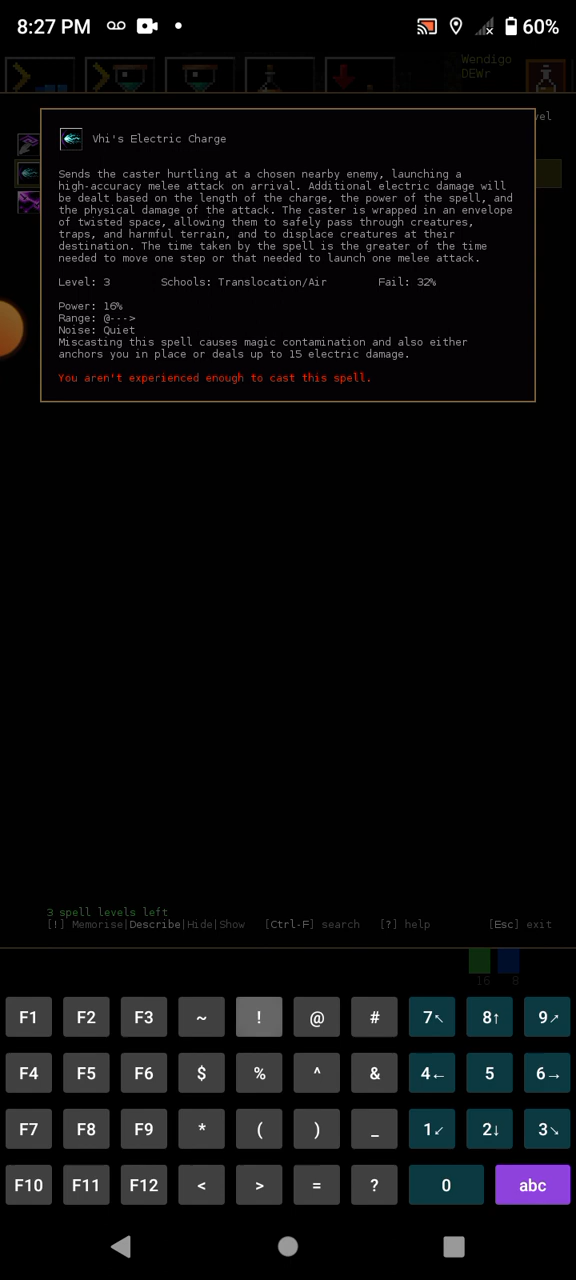 8:27 PM
60%
Wendigo
DEWr
vel
Vhi's Electric Charge
Sends the caster hurtling at a chosen nearby enemy, launching a
high-accuracy melee attack on arrival. Additional electric damage will
be dealt based on the length of the charge, the power of the spell, and
the physical damage of the attack. The caster is wrapped in an envelope
of twisted space, allowing them to safely pass through creatures,
traps, and harmful terrain, and to displace creatures at their
destination. The time taken by the spell is the greater of the time
needed to move one step or that needed to launch one melee attack.
Level: 3 Schools: Translocation/Air Fail: 32%
Power: 16%
Range: @--->
Noise: Quiet
Miscasting this spell causes magic contamination and also either
anchors you in place or deals up to 15 electric damage.
You aren't experienced enough to cast this spell.
3 spell levels left
[!] Memorise|Describe|Hide|Show [Ctrl-F] search [?] help [Esc] exit
16 8
F1 F2 F3 ~ ! @ # 7↖ 8↑ 9↗
F4 F5 F6 $ % ^ & 4← 5 6→
F7 F8 F9 * ( ) _ 1↙ 2↓ 3↘
F10 F11 F12 < > = ? 0 abc